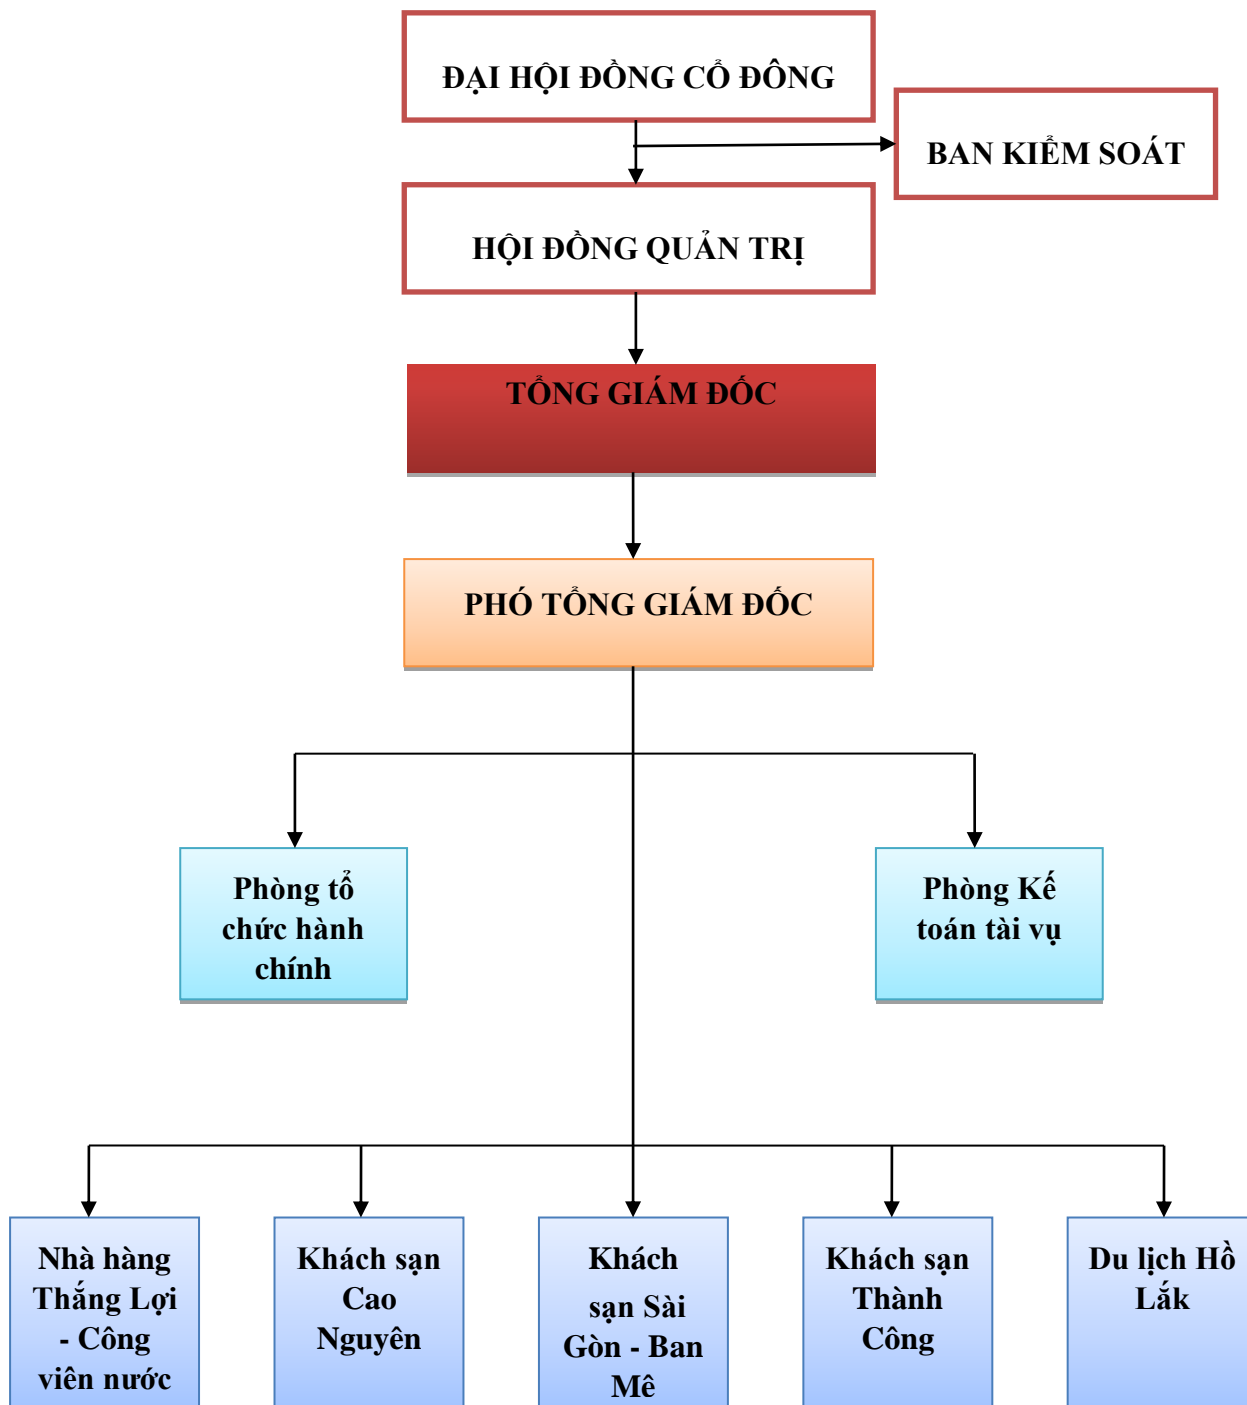 ĐẠI HỘI ĐỒNG CỔ ĐÔNG
BAN KIỂM SOÁT
HỘI ĐỒNG QUẢN TRỊ
TỔNG GIÁM ĐỐC
PHÓ TỔNG GIÁM ĐỐC
Phòng tổ
chức hành
chính
Phòng Kế
toán tài vụ
Nhà hàng
Thắng Lợi
- Công
viên nước
Khách sạn
Cao
Nguyên
Khách
sạn Sài
Gòn - Ban
Mê
Khách sạn
Thành
Công
Du lịch Hồ
Lắk